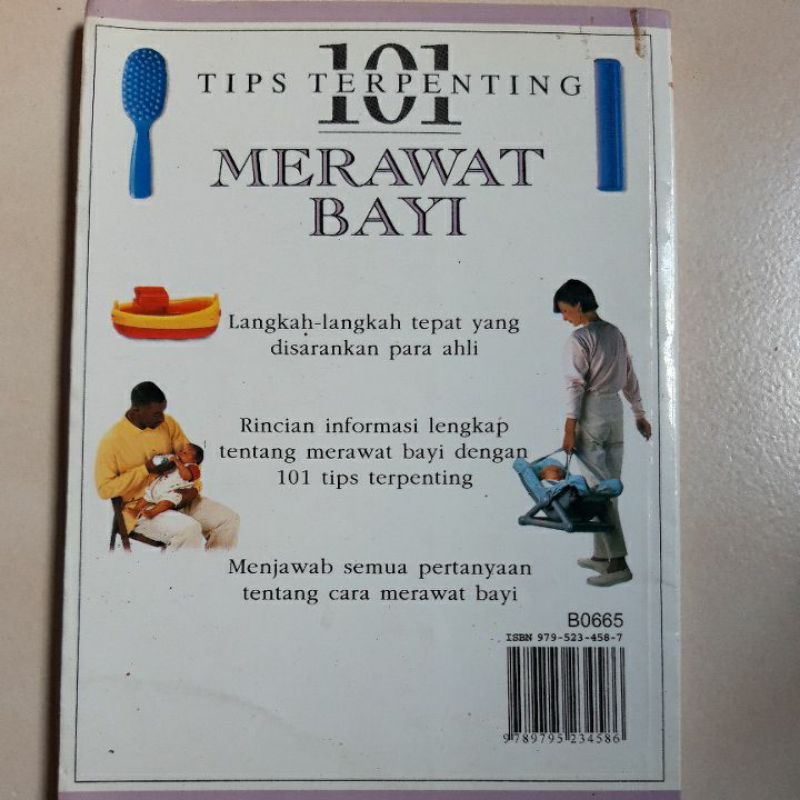 101
TIPS TERPENTING
MERAWAT
BAYI
Langkah-langkah tepat yang
disarankan para ahli
Rincian informasi lengkap
tentang merawat bayi dengan
101 tips terpenting
Menjawab semua pertanyaan
tentang cara merawat bayi
B0665
ISBN 979-523-458-7
9789795234586